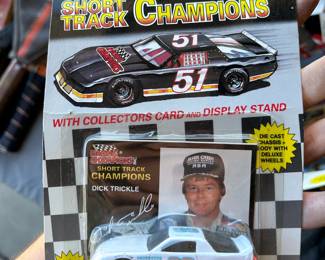 SHORT TRACK CHAMPIONS
51
51
WITH COLLECTORS CARD AND DISPLAY STAND
DIE CAST
CHASSIS +
BODY WITH
DELUXE
WHEELS
SHORT TRACK
CHAMPIONS
DICK TRICKLE
ASA